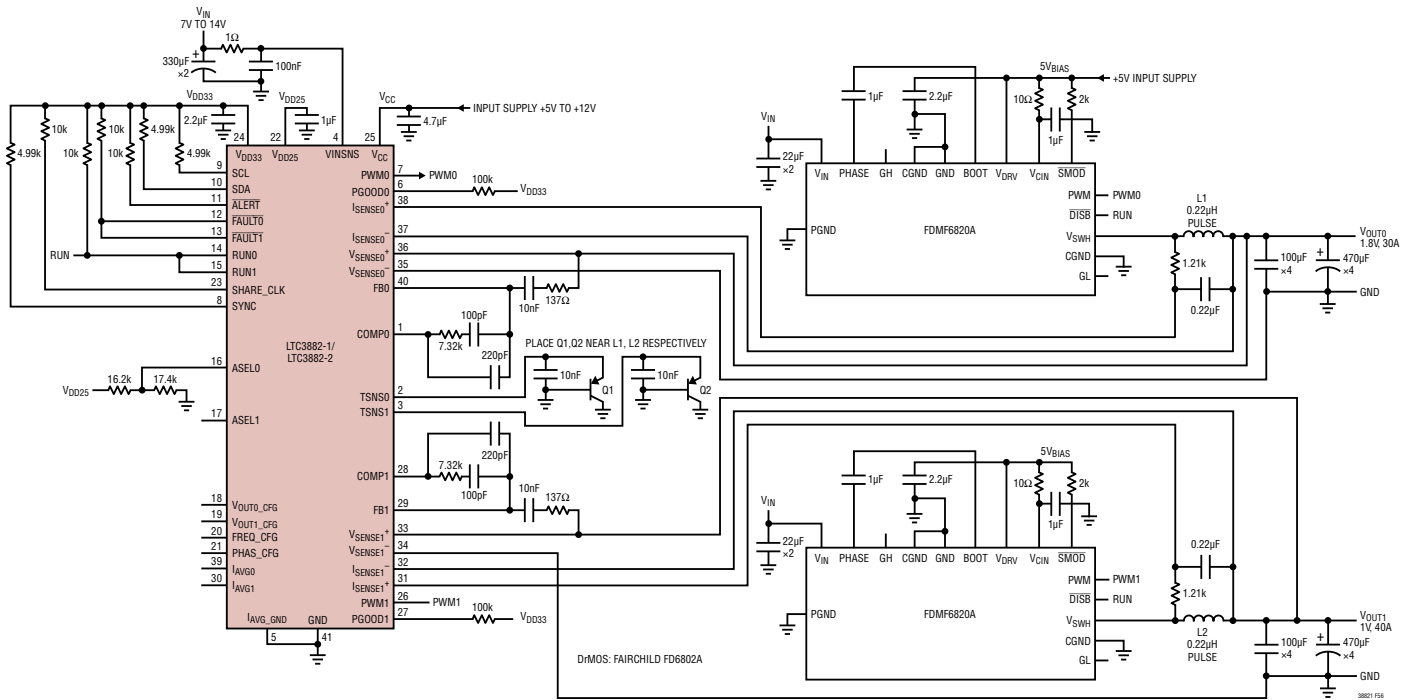 VIN
7V TO 14V
1Ω
330µF
×2
+
100nF
VDD33
2.2µF
VDD25
1µF
VCC
INPUT SUPPLY +5V TO +12V
4.7µF
4.99k
10k
10k
10k
10k
4.99k
4.99k
24
22
4
25
VDD33
VDD25
VINSNS
VCC
9
SCL
10
SDA
11
ALERT
12
FAULT0
13
FAULT1
RUN
14
RUN0
15
RUN1
23
SHARE_CLK
8
SYNC
16
ASEL0
VDD25
16.2k
17.4k
17
ASEL1
18
VOUT0_CFG
19
VOUT1_CFG
20
FREQ_CFG
21
PHAS_CFG
39
IAVG0
30
IAVG1
IAVG_GND
GND
5
41
LTC3882-1/
LTC3882-2
PWM0
7
PWM0
PGOOD0
6
100k
VDD33
ISENSE0+
38
ISENSE0−
37
VSENSE0+
36
VSENSE0−
35
FB0
40
10nF
137Ω
COMP0
1
100pF
7.32k
220pF
PLACE Q1,Q2 NEAR L1, L2 RESPECTIVELY
TSNS0
2
10nF
Q1
TSNS1
3
10nF
Q2
220pF
COMP1
28
7.32k
100pF
10nF
137Ω
FB1
29
VSENSE1+
33
VSENSE1−
34
ISENSE1−
32
ISENSE1+
31
PWM1
26
PWM1
PGOOD1
27
100k
VDD33
DrMOS: FAIRCHILD FD6802A
VIN
22µF
×2
1µF
2.2µF
5VBIAS
+5V INPUT SUPPLY
10Ω
2k
1µF
VIN
PHASE
GH
CGND
GND
BOOT
VDRV
VCIN
SMOD
PGND
FDMF6820A
PWM
PWM0
DISB
RUN
VSWH
CGND
GL
L1
0.22µH
PULSE
1.21k
0.22µF
100µF
×4
+
470µF
×4
VOUT0
1.8V, 30A
GND
VIN
22µF
×2
1µF
2.2µF
5VBIAS
10Ω
2k
1µF
VIN
PHASE
GH
CGND
GND
BOOT
VDRV
VCIN
SMOD
PGND
FDMF6820A
PWM
PWM1
DISB
RUN
VSWH
CGND
GL
0.22µF
1.21k
L2
0.22µH
PULSE
100µF
×4
+
470µF
×4
VOUT1
1V, 40A
GND
38821 F56